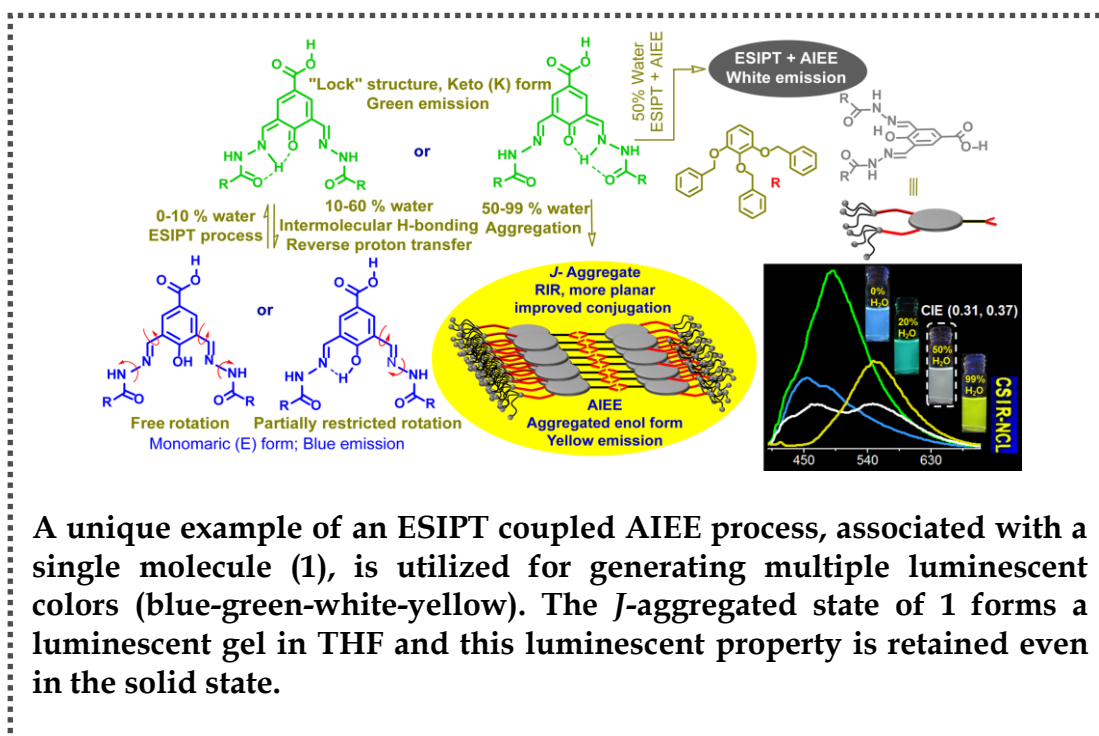 "Lock" structure, Keto (K) form
Green emission
or
50% Water
ESIPT + AIEE
ESIPT + AIEE
White emission
R
0-10 % water
ESIPT process
10-60 % water
Intermolecular H-bonding
Reverse proton transfer
50-99 % water
Aggregation
or
Free rotation
Partially restricted rotation
Monomaric (E) form; Blue emission
J- Aggregate
RIR, more planar
improved conjugation
AIEE
Aggregated enol form
Yellow emission
0%
H₂O
20%
H₂O
CIE (0.31, 0.37)
50%
H₂O
99%
H₂O
CSIR-NCL
450 540 630
A unique example of an ESIPT coupled AIEE process, associated with a
single molecule (1), is utilized for generating multiple luminescent
colors (blue-green-white-yellow). The J-aggregated state of 1 forms a
luminescent gel in THF and this luminescent property is retained even
in the solid state.